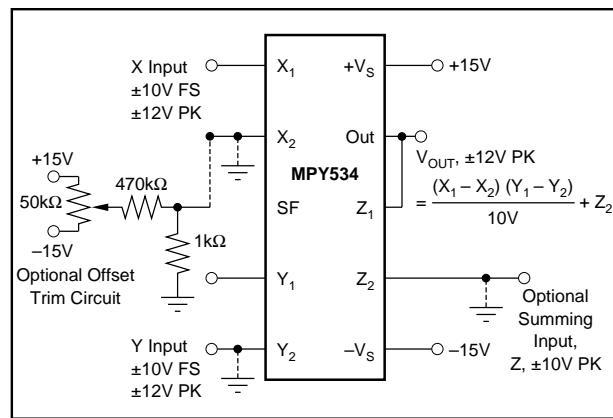 X Input
±10V FS
±12V PK
X1
+VS
+15V
X2
Out
MPY534
VOUT, ±12V PK
= (X1 – X2) (Y1 – Y2) / 10V + Z2
+15V
50kΩ
470kΩ
SF
Z1
–15V
1kΩ
Optional Offset
Trim Circuit
Y1
Z2
Optional
Summing
Input,
Z, ±10V PK
Y Input
±10V FS
±12V PK
Y2
–VS
–15V